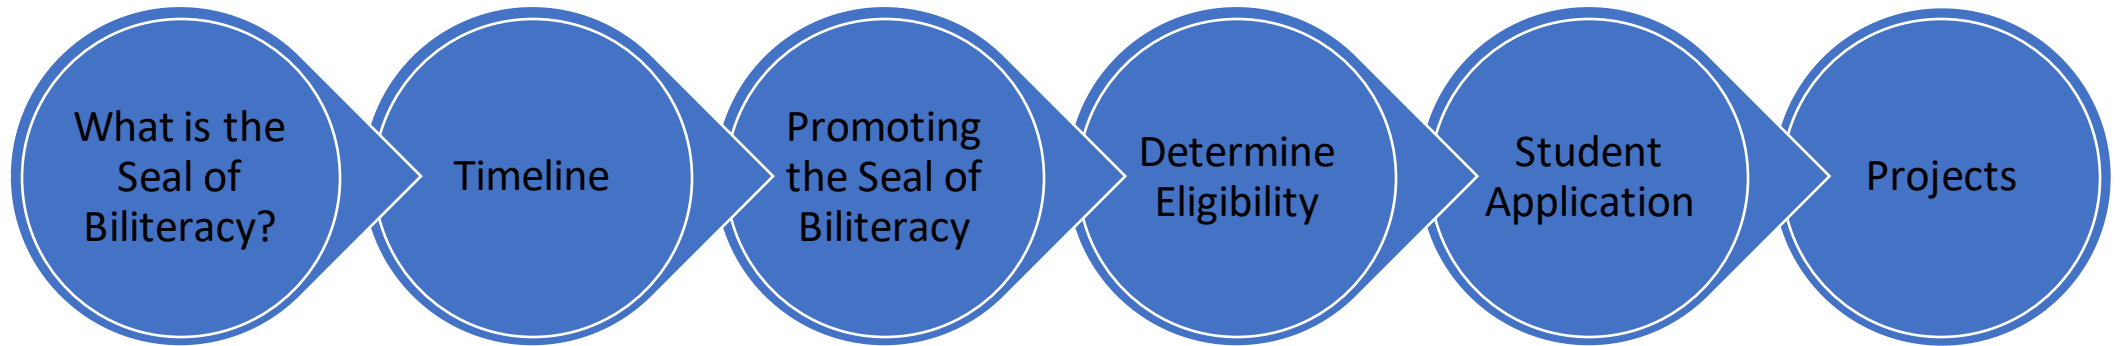 What is the
Seal of
Biliteracy?
Timeline
Promoting
the Seal of
Biliteracy
Determine
Eligibility
Student
Application
Projects